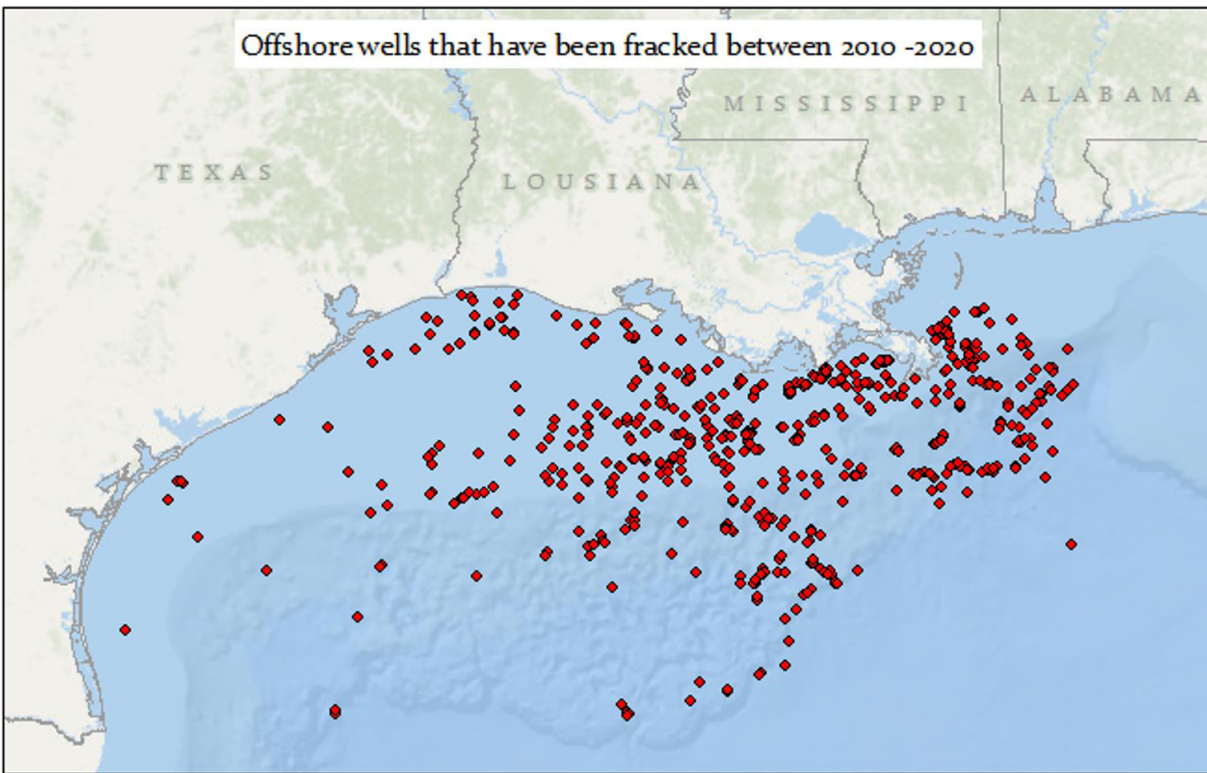 Offshore wells that have been fracked between 2010 -2020
MISSISSIPPI
ALABAMA
TEXAS
LOUSIANA